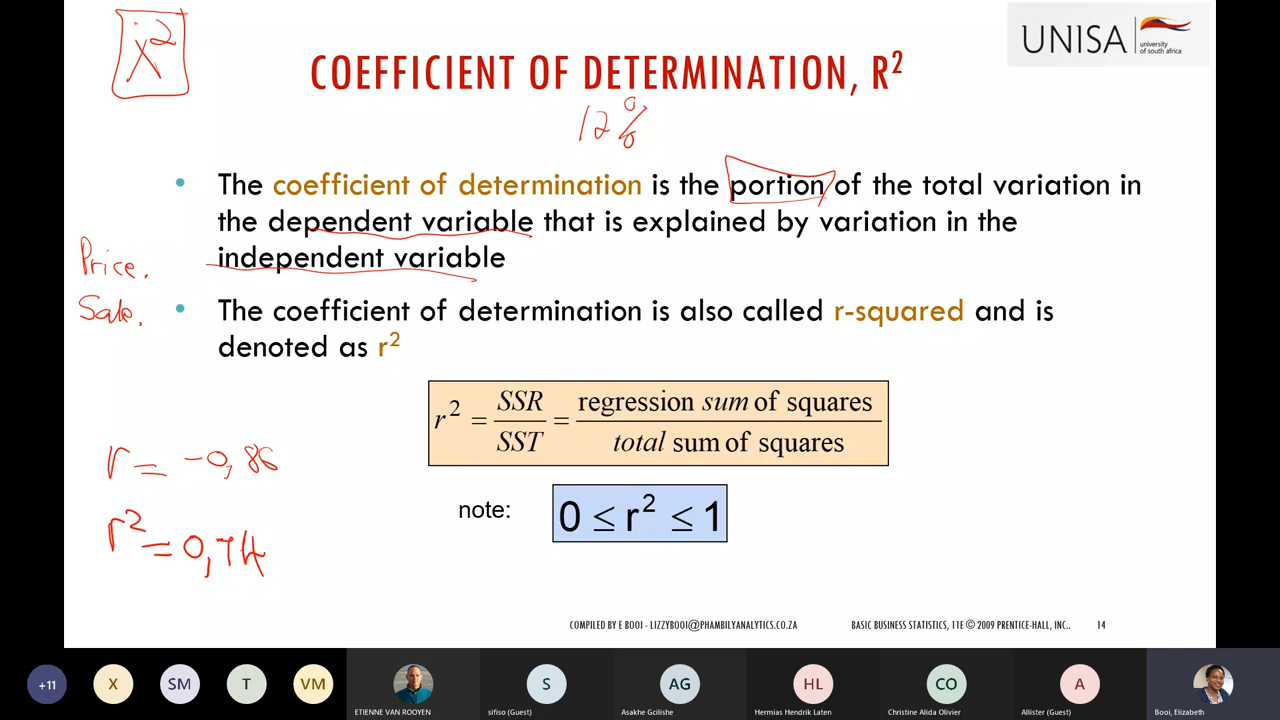 x²
UNISA university of south africa
COEFFICIENT OF DETERMINATION, R²
12%
• The coefficient of determination is the portion of the total variation in
the dependent variable that is explained by variation in the
independent variable
Price.
Sale.
• The coefficient of determination is also called r-squared and is
denoted as r²
r² = SSR / SST = regression sum of squares / total sum of squares
r = -0,86
r² = 0,74
note: 0 ≤ r² ≤ 1
COMPILED BY E BOOI - LIZZYBOOI@PHAMBILYANALYTICS.CO.ZA BASIC BUSINESS STATISTICS, 11E © 2009 PRENTICE-HALL, INC.. 14
+11 X SM T VM S AG HL CO A
ETIENNE VAN ROOYEN sifiso (Guest) Asakhe Gcilishe Hermias Hendrik Laten Christine Alida Olivier Allister (Guest) Booi, Elizabeth